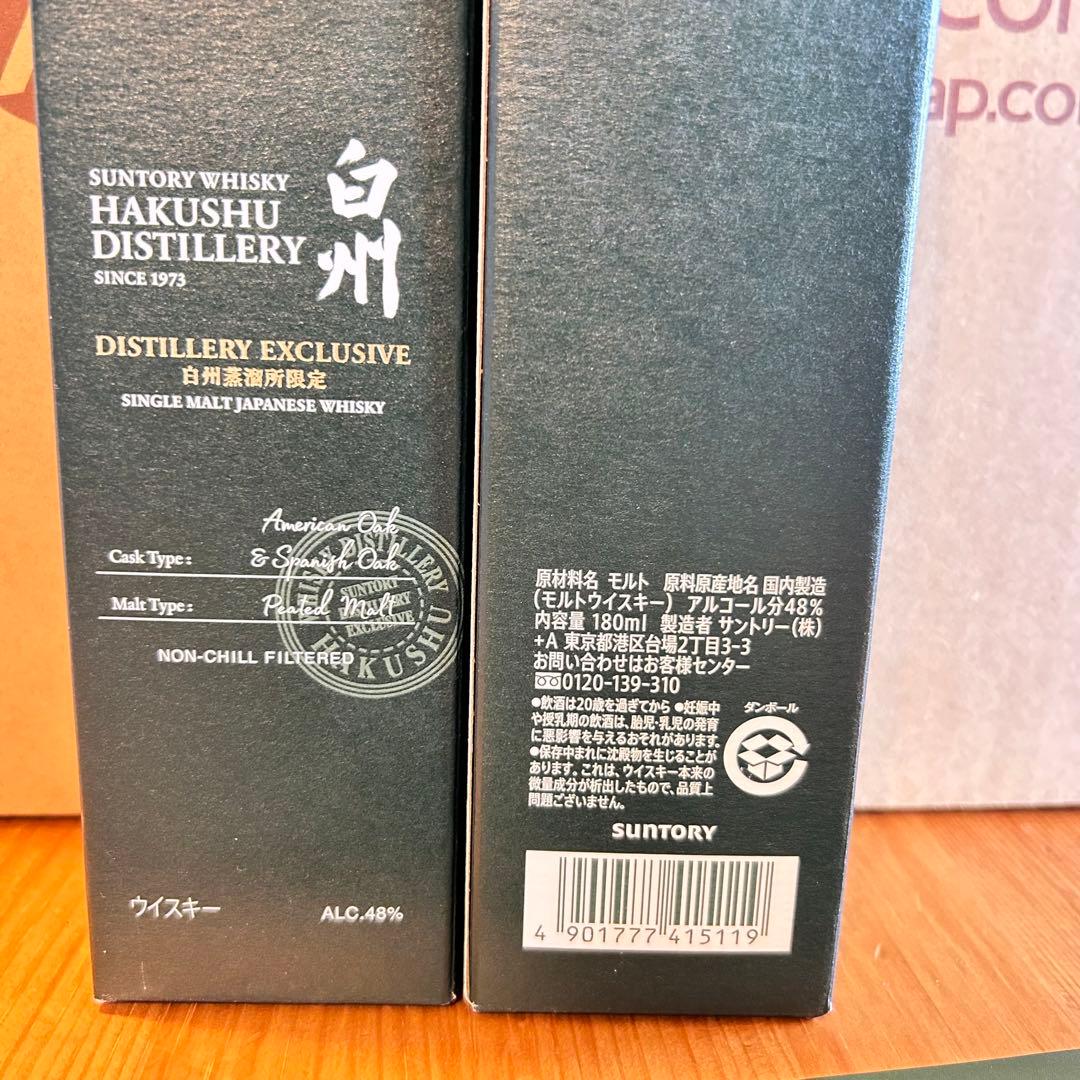 SUNTORY WHISKY
HAKUSHU
DISTILLERY
SINCE 1973
白州
DISTILLERY EXCLUSIVE
白州蒸溜所限定
SINGLE MALT JAPANESE WHISKY
American Oak
Cask Type : & Spanish Oak
Malt Type : Peated Malt
NON-CHILL FILTERED
DISTILLERY
SUNTORY
DISTILLERY
EXCLUSIVE
HAKUSHU
ウイスキー ALC.48%
原材料名 モルト 原料原産地名 国内製造
(モルトウイスキー) アルコール分48%
内容量 180ml 製造者 サントリー(株)
+A 東京都港区台場2丁目3-3
お問い合わせはお客様センター
0120-139-310
●飲酒は20歳を過ぎてから ●妊娠中
や授乳期の飲酒は、胎児・乳児の発育
に悪影響を与えるおそれがあります。
●保存中まれに沈殿物を生じることが
あります。これは、ウイスキー本来の
微量成分が析出したもので、品質上
問題ございません。
ダンボール
SUNTORY
4 901777 415119
ap.co